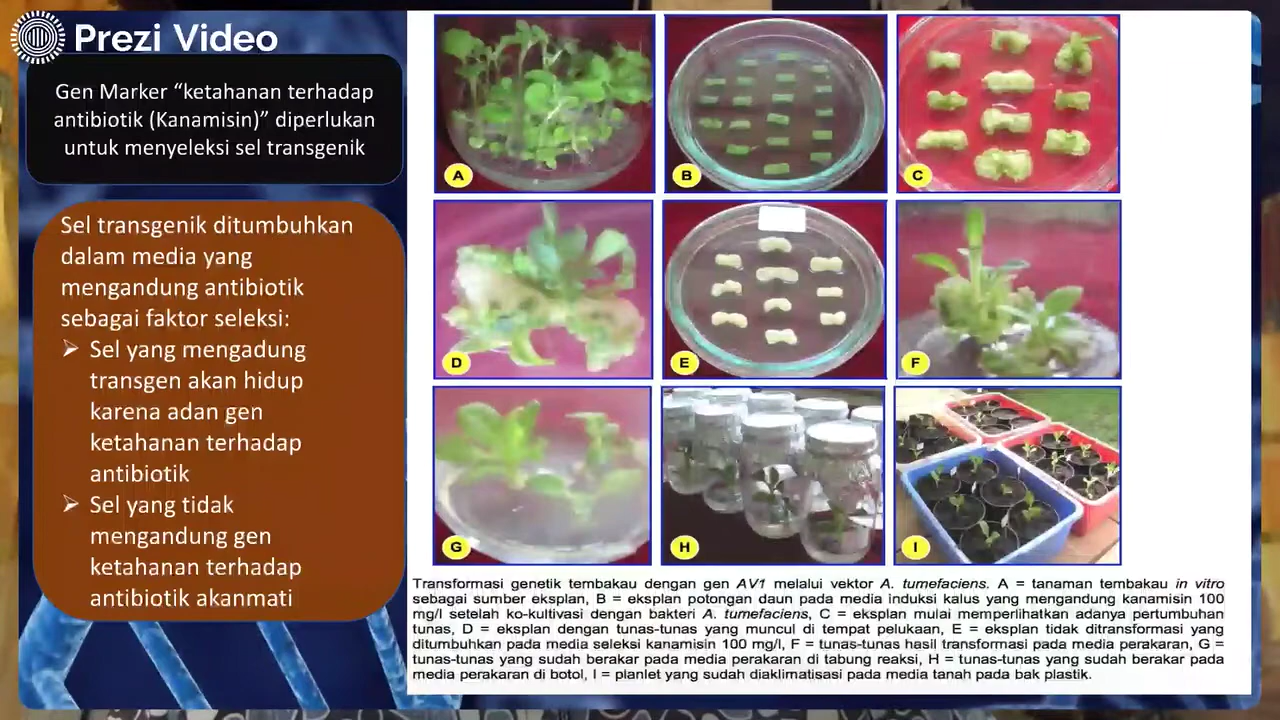 Prezi Video
Gen Marker “ketahanan terhadap
antibiotik (Kanamisin)” diperlukan
untuk menyeleksi sel transgenik
Sel transgenik ditumbuhkan
dalam media yang
mengandung antibiotik
sebagai faktor seleksi:
Sel yang mengadung
transgen akan hidup
karena adan gen
ketahanan terhadap
antibiotik
Sel yang tidak
mengandung gen
ketahanan terhadap
antibiotik akanmati
A
B
C
D
E
F
G
H
I
Transformasi genetik tembakau dengan gen AV1 melalui vektor A. tumefaciens. A = tanaman tembakau in vitro
sebagai sumber eksplan, B = eksplan potongan daun pada media induksi kalus yang mengandung kanamisin 100
mg/l setelah ko-kultivasi dengan bakteri A. tumefaciens, C = eksplan mulai memperlihatkan adanya pertumbuhan
tunas, D = eksplan dengan tunas-tunas yang muncul di tempat pelukaan, E = eksplan tidak ditransformasi yang
ditumbuhkan pada media seleksi kanamisin 100 mg/l, F = tunas-tunas hasil transformasi pada media perakaran, G =
tunas-tunas yang sudah berakar pada media perakaran di tabung reaksi, H = tunas-tunas yang sudah berakar pada
media perakaran di botol, I = planlet yang sudah diaklimatisasi pada media tanah pada bak plastik.